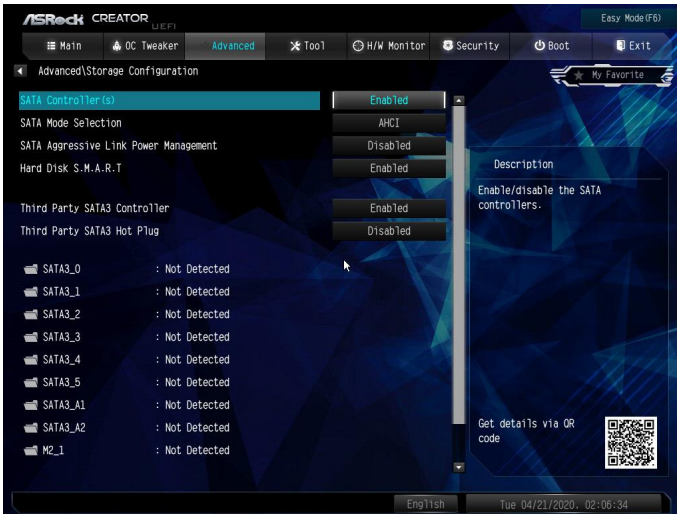 ASRock CREATOR UEFI
Easy Mode(F6)
Main OC Tweaker Advanced Tool H/W Monitor Security Boot Exit
Advanced\Storage Configuration
My Favorite
SATA Controller(s) Enabled
SATA Mode Selection AHCI
SATA Aggressive Link Power Management Disabled
Hard Disk S.M.A.R.T Enabled
Third Party SATA3 Controller Enabled
Third Party SATA3 Hot Plug Disabled
SATA3_0 : Not Detected
SATA3_1 : Not Detected
SATA3_2 : Not Detected
SATA3_3 : Not Detected
SATA3_4 : Not Detected
SATA3_5 : Not Detected
SATA3_A1 : Not Detected
SATA3_A2 : Not Detected
M2_1 : Not Detected
Description
Enable/disable the SATA
controllers.
Get details via QR
code
English
Tue 04/21/2020, 02:06:34